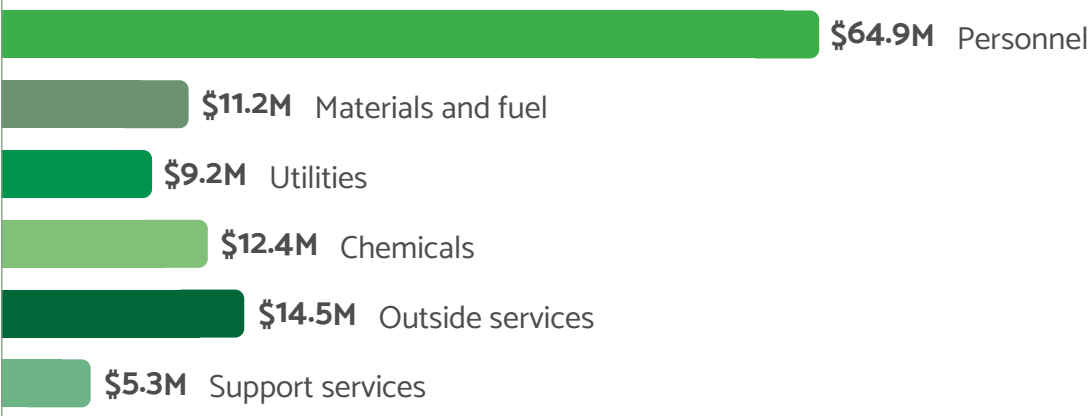 $64.9M Personnel
$11.2M Materials and fuel
$9.2M Utilities
$12.4M Chemicals
$14.5M Outside services
$5.3M Support services